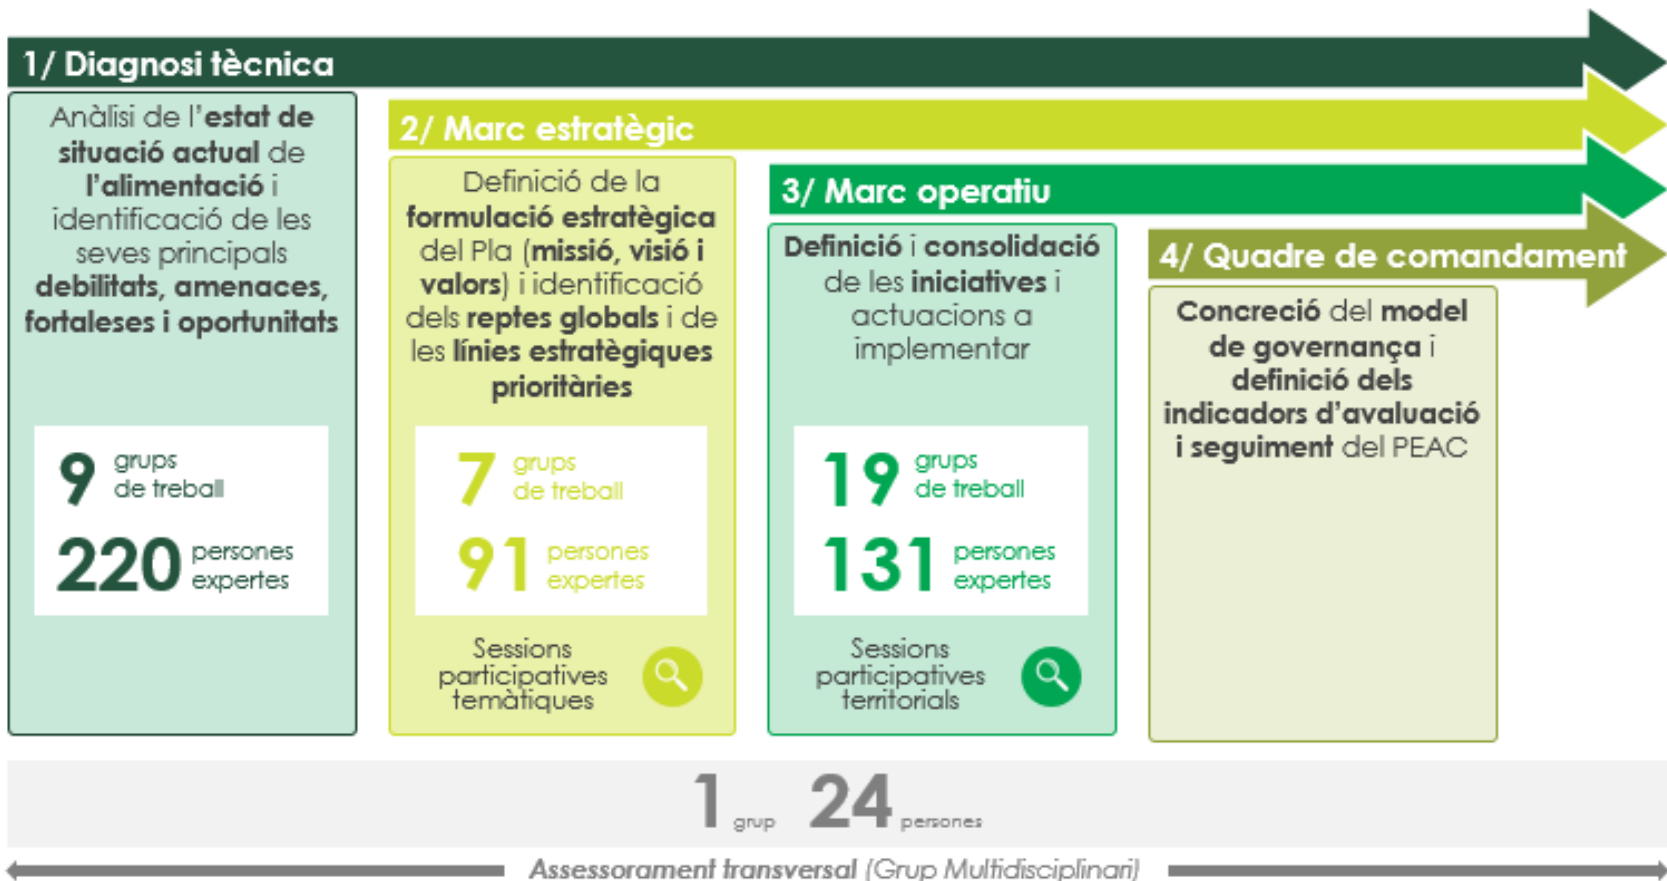 1/ Diagnosi tècnica
Anàlisi de l'estat de
situació actual de
l'alimentació i
identificació de les
seves principals
debilitats, amenaces,
fortaleses i oportunitats
9 grups
de treball
220 persones
expertes
2/ Marc estratègic
Definició de la
formulació estratègica
del Pla (missió, visió i
valors) i identificació
dels reptes globals i de
les línies estratègiques
prioritàries
7 grups
de treball
91 persones
expertes
Sessions
participatives
temàtiques
3/ Marc operatiu
Definició i consolidació
de les iniciatives i
actuacions a
implementar
19 grups
de treball
131 persones
expertes
Sessions
participatives
territorials
4/ Quadre de comandament
Concreció del model
de governança i
definició dels
indicadors d'avaluació
i seguiment del PEAC
1 grup 24 persones
Assessorament transversal (Grup Multidisciplinari)